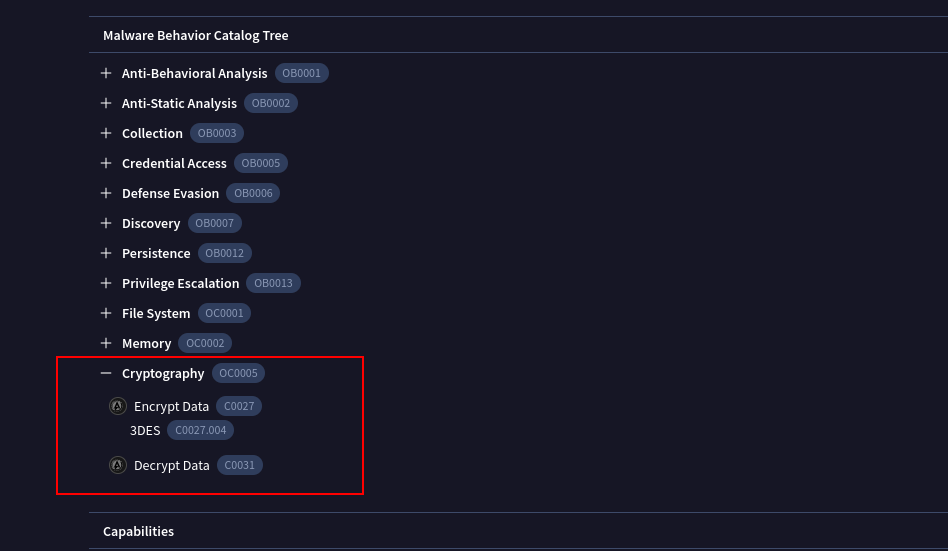 Malware Behavior Catalog Tree
Anti-Behavioral Analysis OB0001
Anti-Static Analysis OB0002
Collection OB0003
Credential Access OB0005
Defense Evasion OB0006
Discovery OB0007
Persistence OB0012
Privilege Escalation OB0013
File System OC0001
Memory OC0002
Cryptography OC0005
Encrypt Data C0027
3DES C0027.004
Decrypt Data C0031
Capabilities